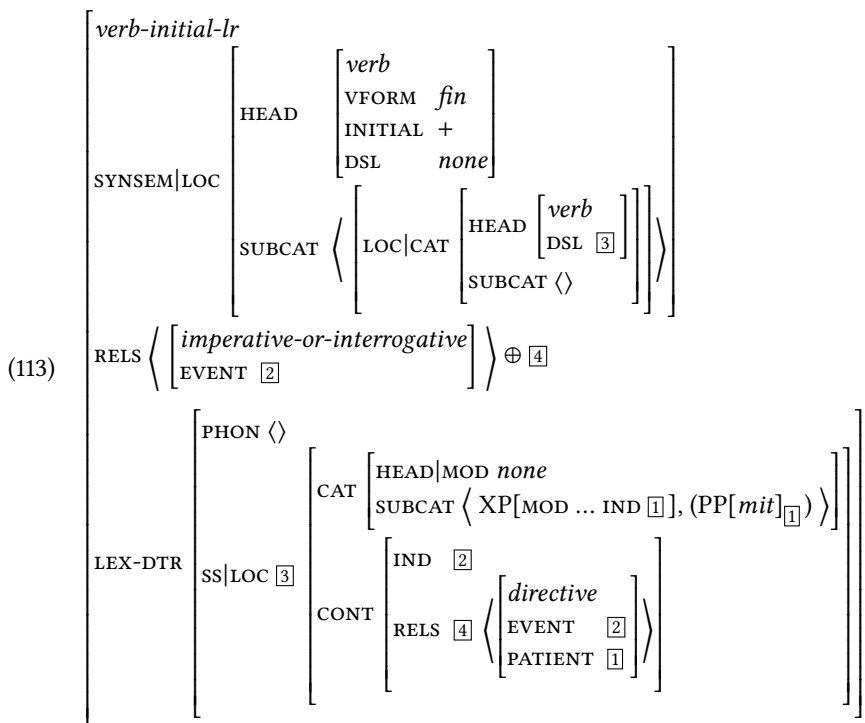 verb-initial-lr
verb
VFORM fin
HEAD
INITIAL +
DSL none
SYNSEM|LOC
verb
HEAD
DSL 3
SUBCAT ⟨ LOC|CAT ⟩
SUBCAT ⟨⟩
imperative-or-interrogative
(113) RELS ⟨ ⟩ ⊕ 4
EVENT 2
PHON ⟨⟩
HEAD|MOD none
CAT
SUBCAT ⟨ XP[MOD ... IND 1], (PP[mit]1) ⟩
IND 2
LEX-DTR SS|LOC 3
directive
CONT
RELS 4 ⟨ EVENT 2 ⟩
PATIENT 1